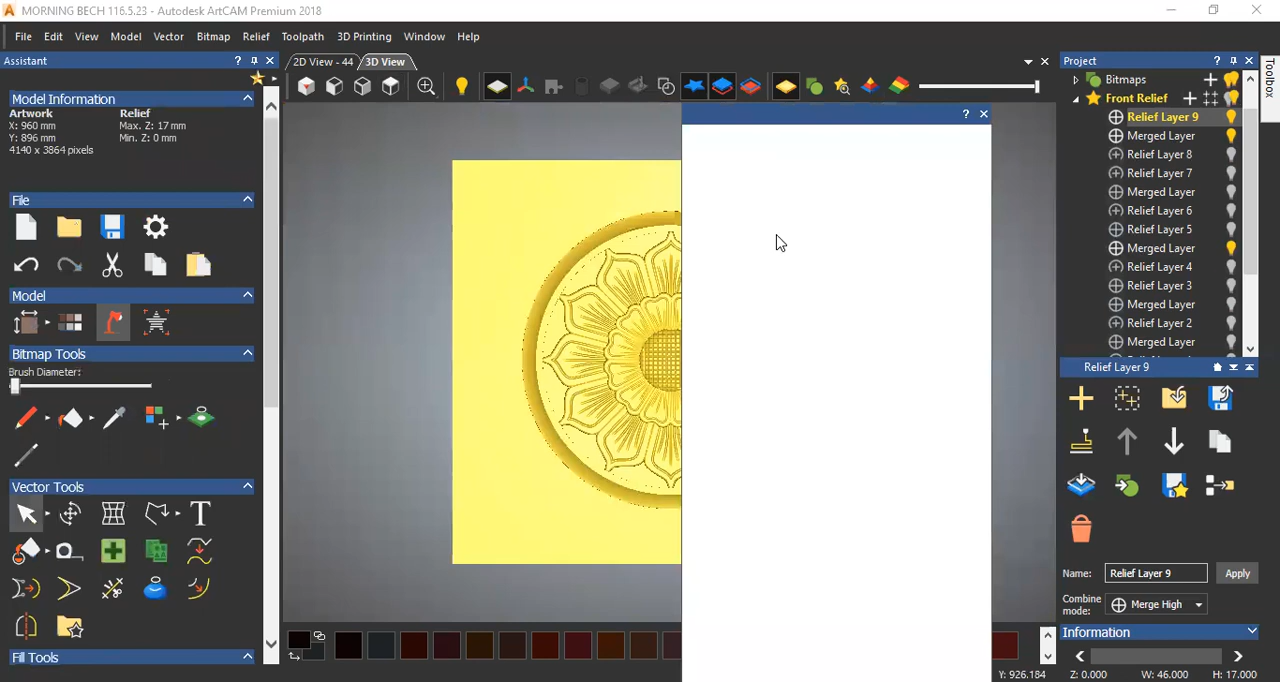 MORNING BECH 116.5.23 - Autodesk ArtCAM Premium 2018
File Edit View Model Vector Bitmap Relief Toolpath 3D Printing Window Help
Assistant
Model Information
Artwork Relief
X: 960 mm Max. Z: 17 mm
Y: 896 mm Min. Z: 0 mm
4140 x 3864 pixels
File
Model
Bitmap Tools
Brush Diameter:
Vector Tools
T
Fill Tools
2D View - 44 3D View
?
Project
Toolbox
Bitmaps
Front Relief
Relief Layer 9
Merged Layer
Relief Layer 8
Relief Layer 7
Merged Layer
Relief Layer 6
Relief Layer 5
Merged Layer
Relief Layer 4
Relief Layer 3
Merged Layer
Relief Layer 2
Merged Layer
Relief Layer 9
Name: Relief Layer 9 Apply
Combine mode: Merge High
Information
Y: 926.184 Z: 0.000 W: 46.000 H: 17.000